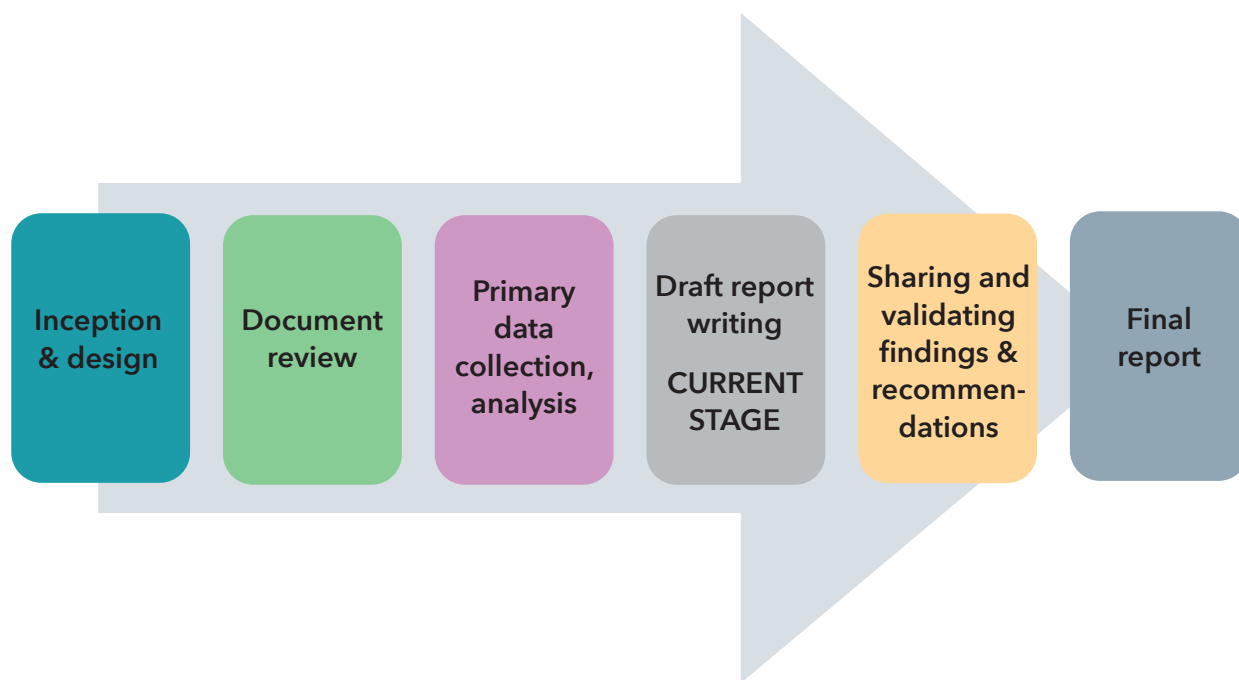 Inception
& design
Document
review
Primary
data
collection,
analysis
Draft report
writing
CURRENT
STAGE
Sharing and
validating
findings &
recommen-
dations
Final
report